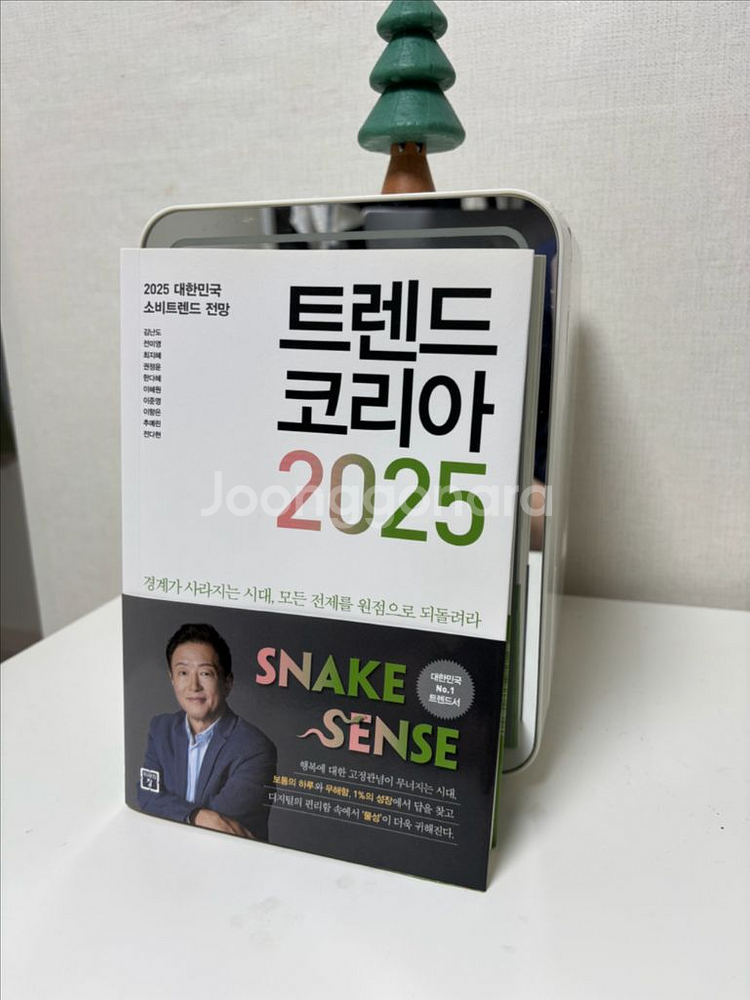 2025 대한민국
소비트렌드 전망
김난도
전미영
최지혜
권정윤
한다혜
이혜원
이준영
이향은
추예린
전다현
트렌드
코리아
2025
Joonggonara
경계가 사라지는 시대, 모든 전제를 원점으로 되돌려라
SNAKE
SENSE
대한민국
No.1
트렌드서
행복에 대한 고정관념이 무너지는 시대,
보통의 하루와 무해함, 1%의 성장에서 답을 찾고
디지털의 편리함 속에서 '물성'이 더욱 귀해진다.